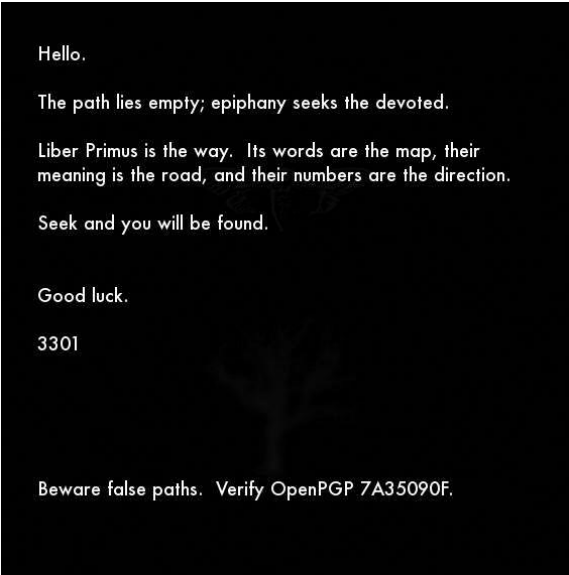 Hello.
The path lies empty; epiphany seeks the devoted.
Liber Primus is the way.  Its words are the map, their
meaning is the road, and their numbers are the direction.
Seek and you will be found.
Good luck.
3301
Beware false paths.  Verify OpenPGP 7A35090F.